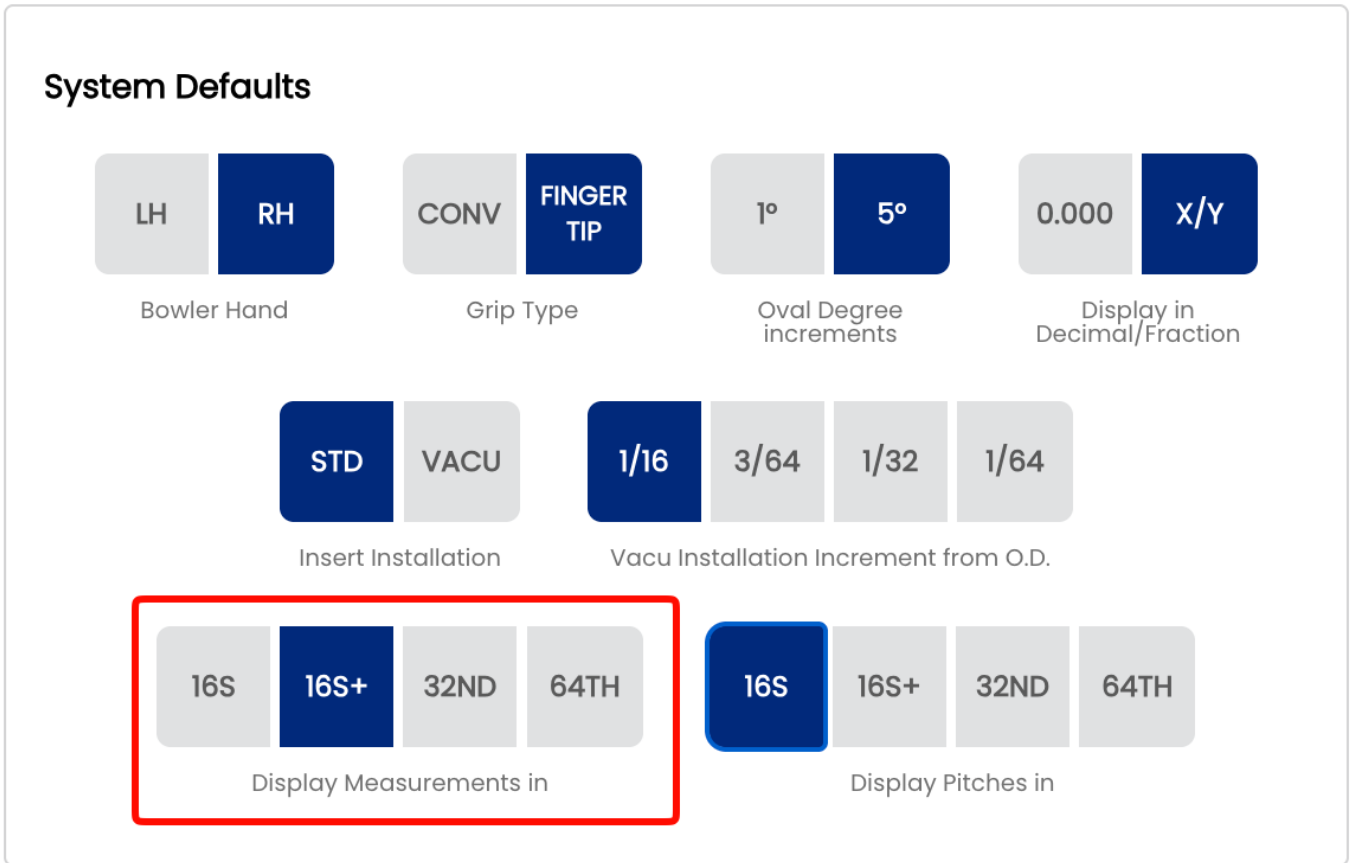 System Defaults
LH
RH
CONV
FINGER
TIP
1º
5º
0.000
X/Y
Bowler Hand
Grip Type
Oval Degree
increments
Display in
Decimal/Fraction
STD
VACU
1/16
3/64
1/32
1/64
Insert Installation
Vacu Installation Increment from O.D.
16S
16S+
32ND
64TH
16S
16S+
32ND
64TH
Display Measurements in
Display Pitches in